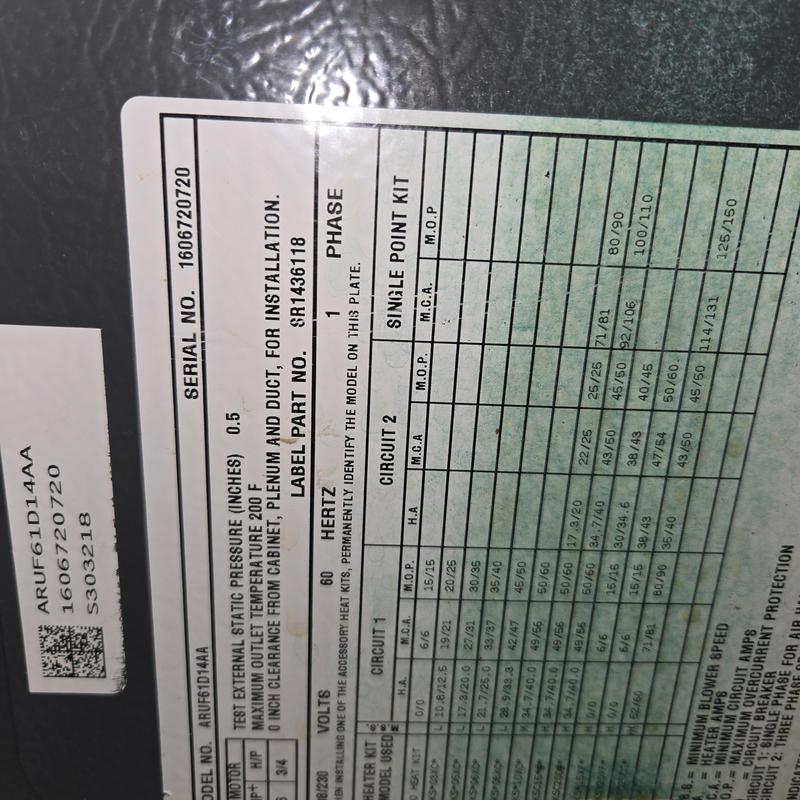 ARUF61D14AA
1606720720
S303218
ODEL NO. ARUF61D14AA SERIAL NO. 1606720720
MOTOR TEST EXTERNAL STATIC PRESSURE (INCHES) 0.5
H/P MAXIMUM OUTLET TEMPERATURE 200 F
3/4 0 INCH CLEARANCE FROM CABINET, PLENUM AND DUCT, FOR INSTALLATION.
LABEL PART NO. SR1436118
8/230 VOLTS 60 HERTZ 1 PHASE
EN INSTALLING ONE OF THE ACCESSORY HEAT KITS, PERMANENTLY IDENTIFY THE MODEL ON THIS PLATE.
HEATER KIT CIRCUIT 1 CIRCUIT 2 SINGLE POINT KIT
MODEL USED H.A. M.C.A. M.O.P. H.A M.C.A M.O.P. M.C.A. M.O.P
HEAT KIT 0/0 6/6 15/15
L 10.8/12.5 19/21 20/25
L 17.3/20.0 27/31 30/35
L 21.7/25.0 33/37 35/40
L 28.9/33.3 42/47 45/50
M 34.7/40.0 49/56 50/60
H 34.7/40.0 49/56 50/60 17.3/20 22/25 25/25 71/81 80/90
H 34.7/40.0 49/56 50/60 34.7/40 43/50 45/50 92/106 100/110
M 0/0 6/6 15/15 30/34.6 38/43 40/45
H 0/0 6/6 15/15 38/43 47/54 50/60
H 52/60 71/81 80/90 35/40 43/50 45/50 114/131 125/150
= MINIMUM BLOWER SPEED
= HEATER AMPS
C.A. = MINIMUM CIRCUIT AMPS
O.P. = MAXIMUM OVERCURRENT PROTECTION
= CIRCUIT BREAKER
CIRCUIT 1: SINGLE PHASE FOR AIR
CIRCUIT 2: THREE PHASE